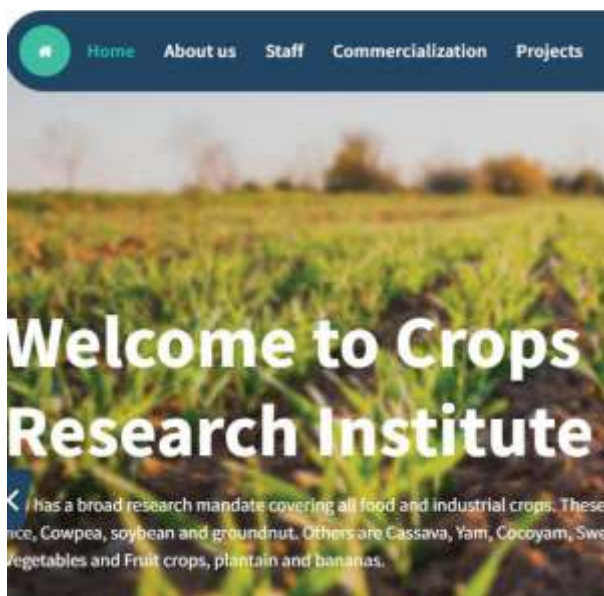 Home About us Staff Commercialization Projects
Welcome to Crops
Research Institute
has a broad research mandate covering all food and industrial crops. These
Cowpea, soybean and groundnut. Others are Cassava, Yam, Cocoyam,
Vegetables and Fruit crops, plantain and bananas.